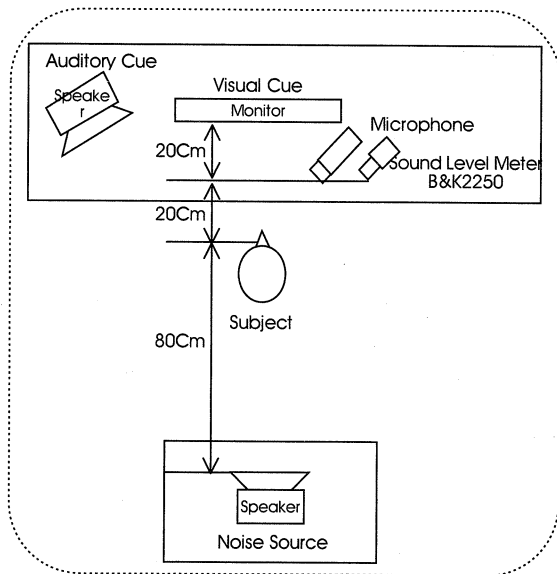 Auditory Cue
Speake
r
Visual Cue
Monitor
Microphone
20Cm
Sound Level Meter
B&K2250
20Cm
Subject
80Cm
Speaker
Noise Source